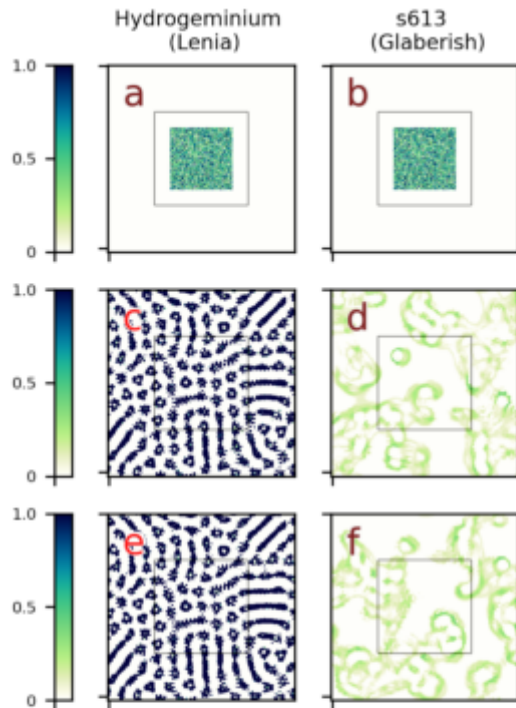 Hydrogeminium
(Lenia)
s613
(Glaberish)
1.0
0.5
0
a
b
1.0
0.5
0
c
d
1.0
0.5
0
e
f